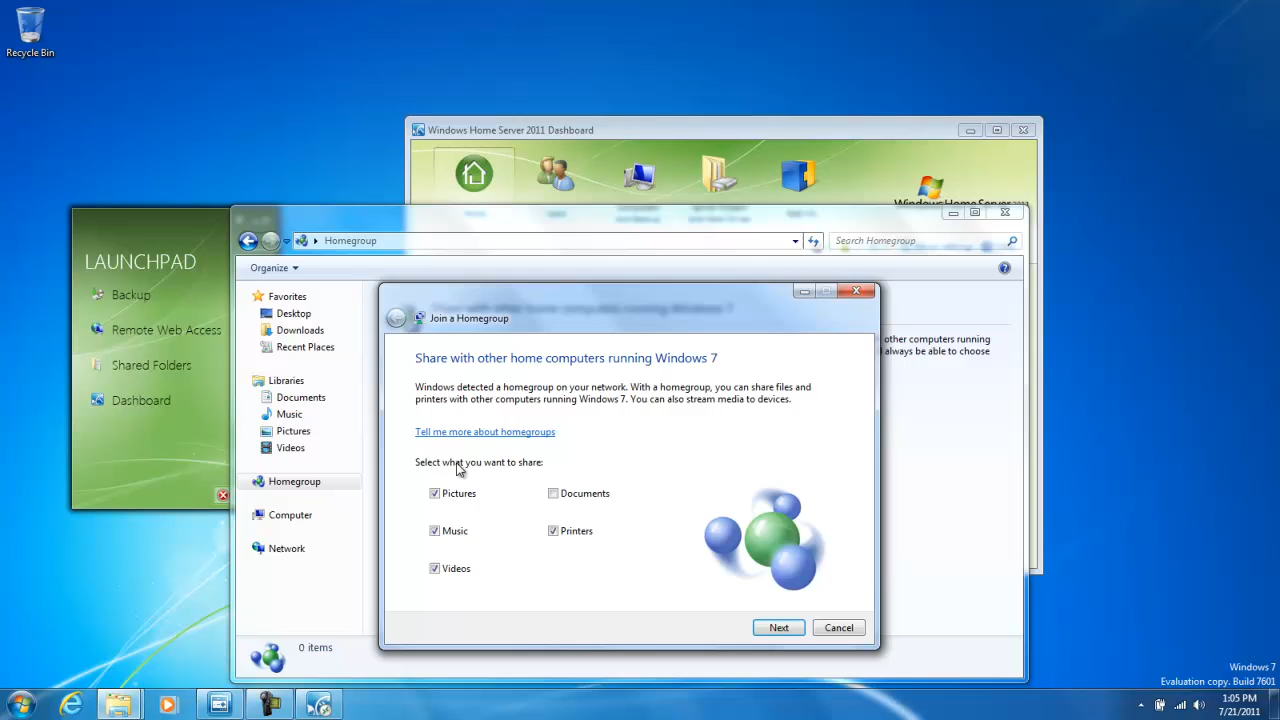 Recycle Bin
Windows Home Server 2011 Dashboard
Windows Home Server 2011
Homegroup
Search Homegroup
Organize
LAUNCHPAD
Backup
Remote Web Access
Shared Folders
Dashboard
Favorites
Desktop
Downloads
Recent Places
Libraries
Documents
Music
Pictures
Videos
Homegroup
Computer
Network
other computers running
always be able to choose
Join a Homegroup
Share with other home computers running Windows 7
Windows detected a homegroup on your network. With a homegroup, you can share files and
printers with other computers running Windows 7. You can also stream media to devices.
Tell me more about homegroups
Select what you want to share:
Pictures
Documents
Music
Printers
Videos
Next
Cancel
0 items
Windows 7
Evaluation copy. Build 7601
1:05 PM
7/21/2011